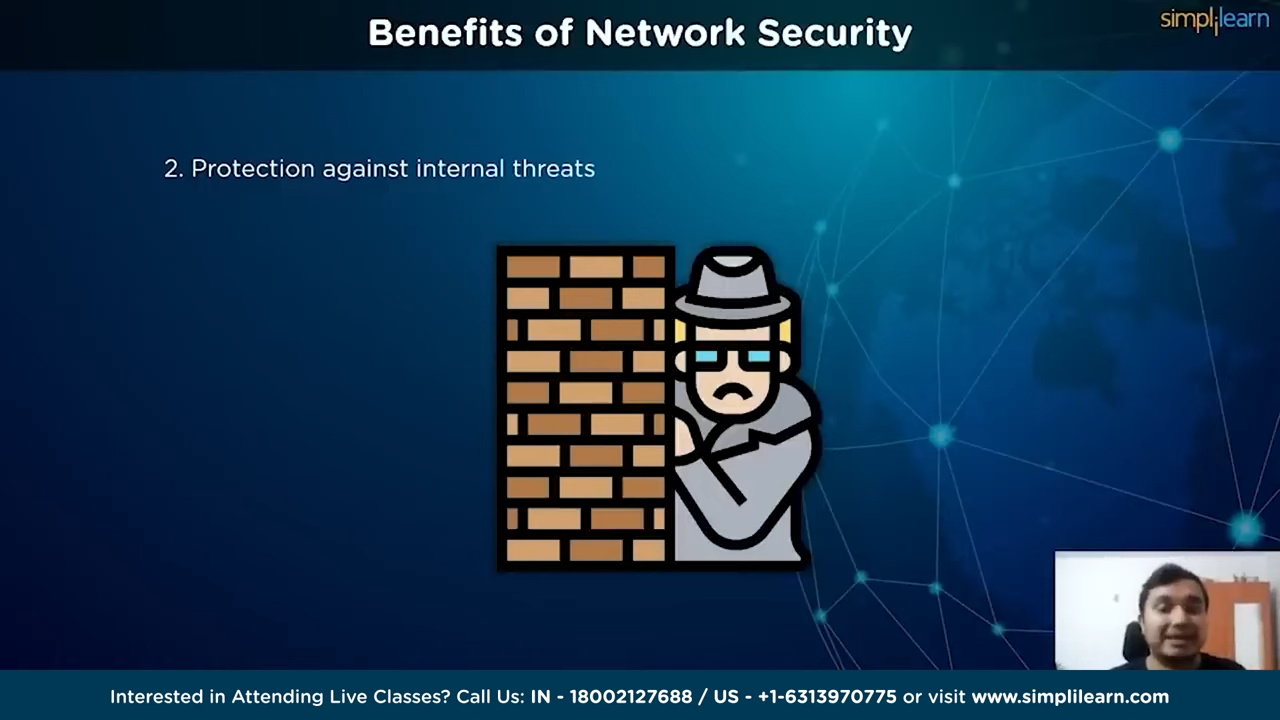 Benefits of Network Security
simplilearn
2. Protection against internal threats
Interested in Attending Live Classes? Call Us: IN - 18002127688 / US - +1-6313970775 or visit www.simplilearn.com